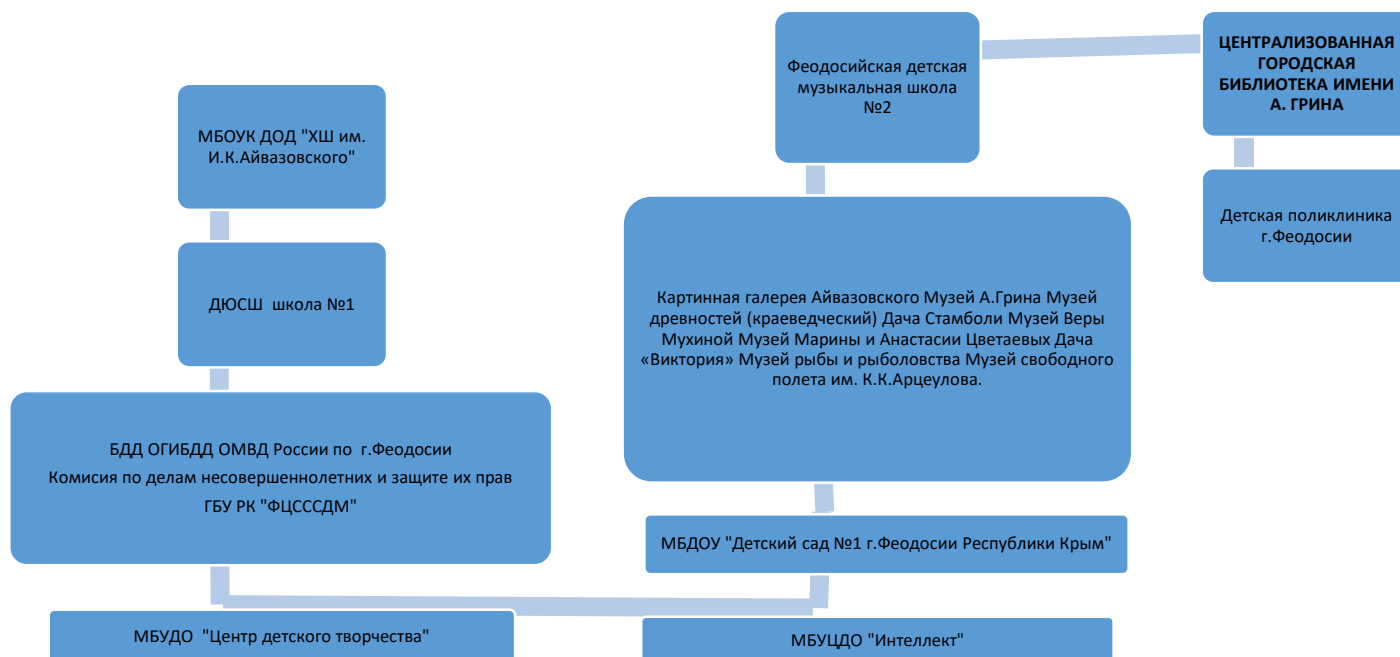 МБОУК ДОД "ХШ им.
И.К.Айвазовского"
ДЮСШ школа №1
БДД ОГИБДД ОМВД России по г.Феодосии
Комисия по делам несовершеннолетних и защите их прав
ГБУ РК "ФЦСССДМ"
МБУДО "Центр детского творчества"
Феодосийская детская
музыкальная школа
№2
Картинная галерея Айвазовского Музей А.Грина Музей
древностей (краеведческий) Дача Стамболи Музей Веры
Мухиной Музей Марины и Анастасии Цветаевых Дача
«Виктория» Музей рыбы и рыболовства Музей свободного
полета им. К.К.Арцеулова.
МБДОУ "Детский сад №1 г.Феодосии Республики Крым"
МБУЦДО "Интеллект"
ЦЕНТРАЛИЗОВАННАЯ
ГОРОДСКАЯ
БИБЛИОТЕКА ИМЕНИ
А. ГРИНА
Детская поликлиника
г.Феодосии